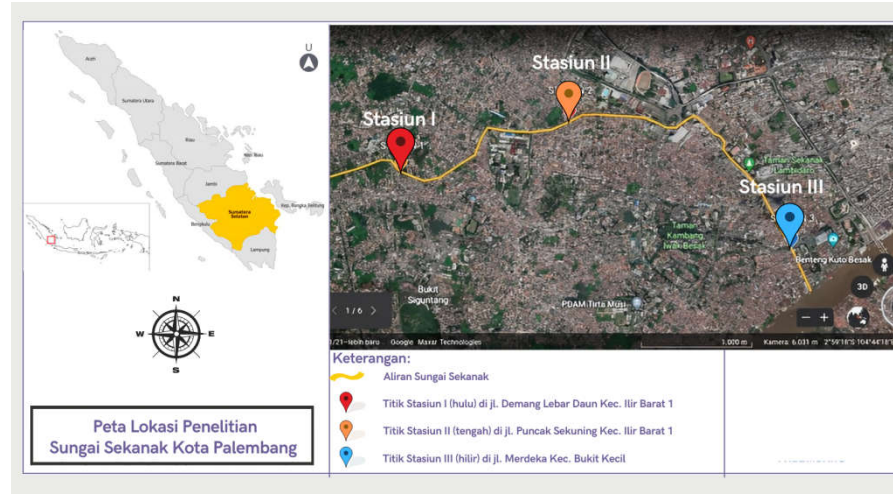 U
Aceh
Sumatera Utara
Riau
Kep. Riau
Sumatera Barat
Jambi
Sumatera
Selatan
Kep. Bangka Belitung
Bengkulu
Lampung
N
W
E
S
Peta Lokasi Penelitian
Sungai Sekanak Kota Palembang
Stasiun I
Stasiun II
Stasiun III
Taman Sekanak
Lambidaro
Taman
Kambang
Iwak Besak
Benteng Kuto Besak
Bukit
Siguntang
PDAM Tirta Musi
3D
1/6
lebih baru
Google
Maxar Technologies
1.000 m
Kamera: 6.031 m
Keterangan:
Aliran Sungai Sekanak
Titik Stasiun I (hulu) di jl. Demang Lebar Daun Kec. Ilir Barat 1
Titik Stasiun II (tengah) di jl. Puncak Sekuning Kec. Ilir Barat 1
Titik Stasiun III (hilir) di jl. Merdeka Kec. Bukit Kecil